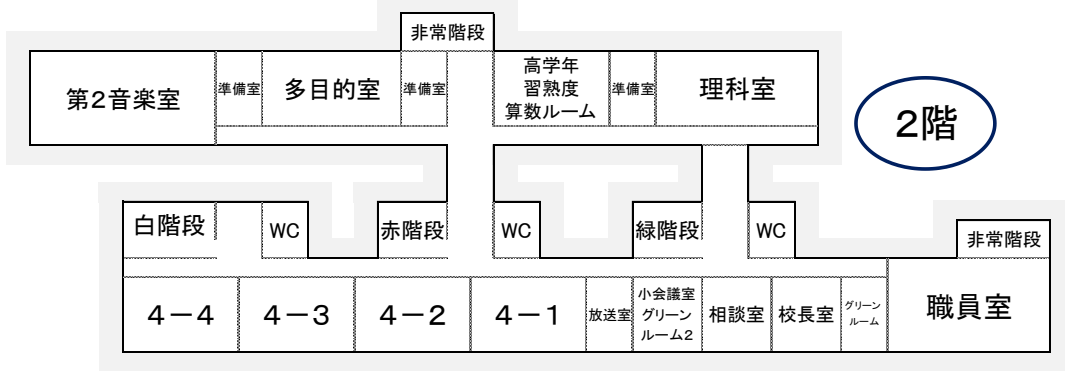 非常階段
第2音楽室
準備室
多目的室
準備室
高学年
習熟度
算数ルーム
準備室
理科室
2階
白階段
WC
赤階段
WC
緑階段
WC
非常階段
4－4
4－3
4－2
4－1
放送室
小会議室
グリーン
ルーム2
相談室
校長室
グリーン
ルーム
職員室